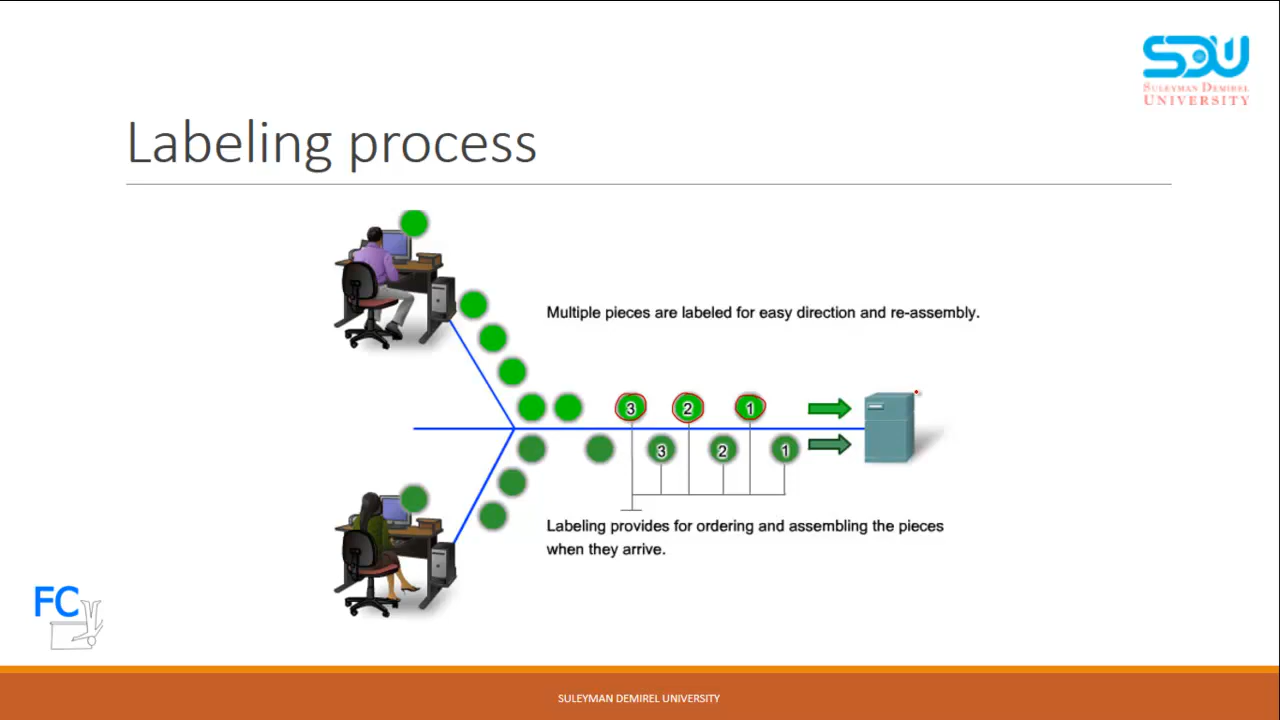 SDU
SULEYMAN DEMIREL
UNIVERSITY
Labeling process
Multiple pieces are labeled for easy direction and re-assembly.
3 2 1
3 2 1
Labeling provides for ordering and assembling the pieces
when they arrive.
FC
SULEYMAN DEMIREL UNIVERSITY